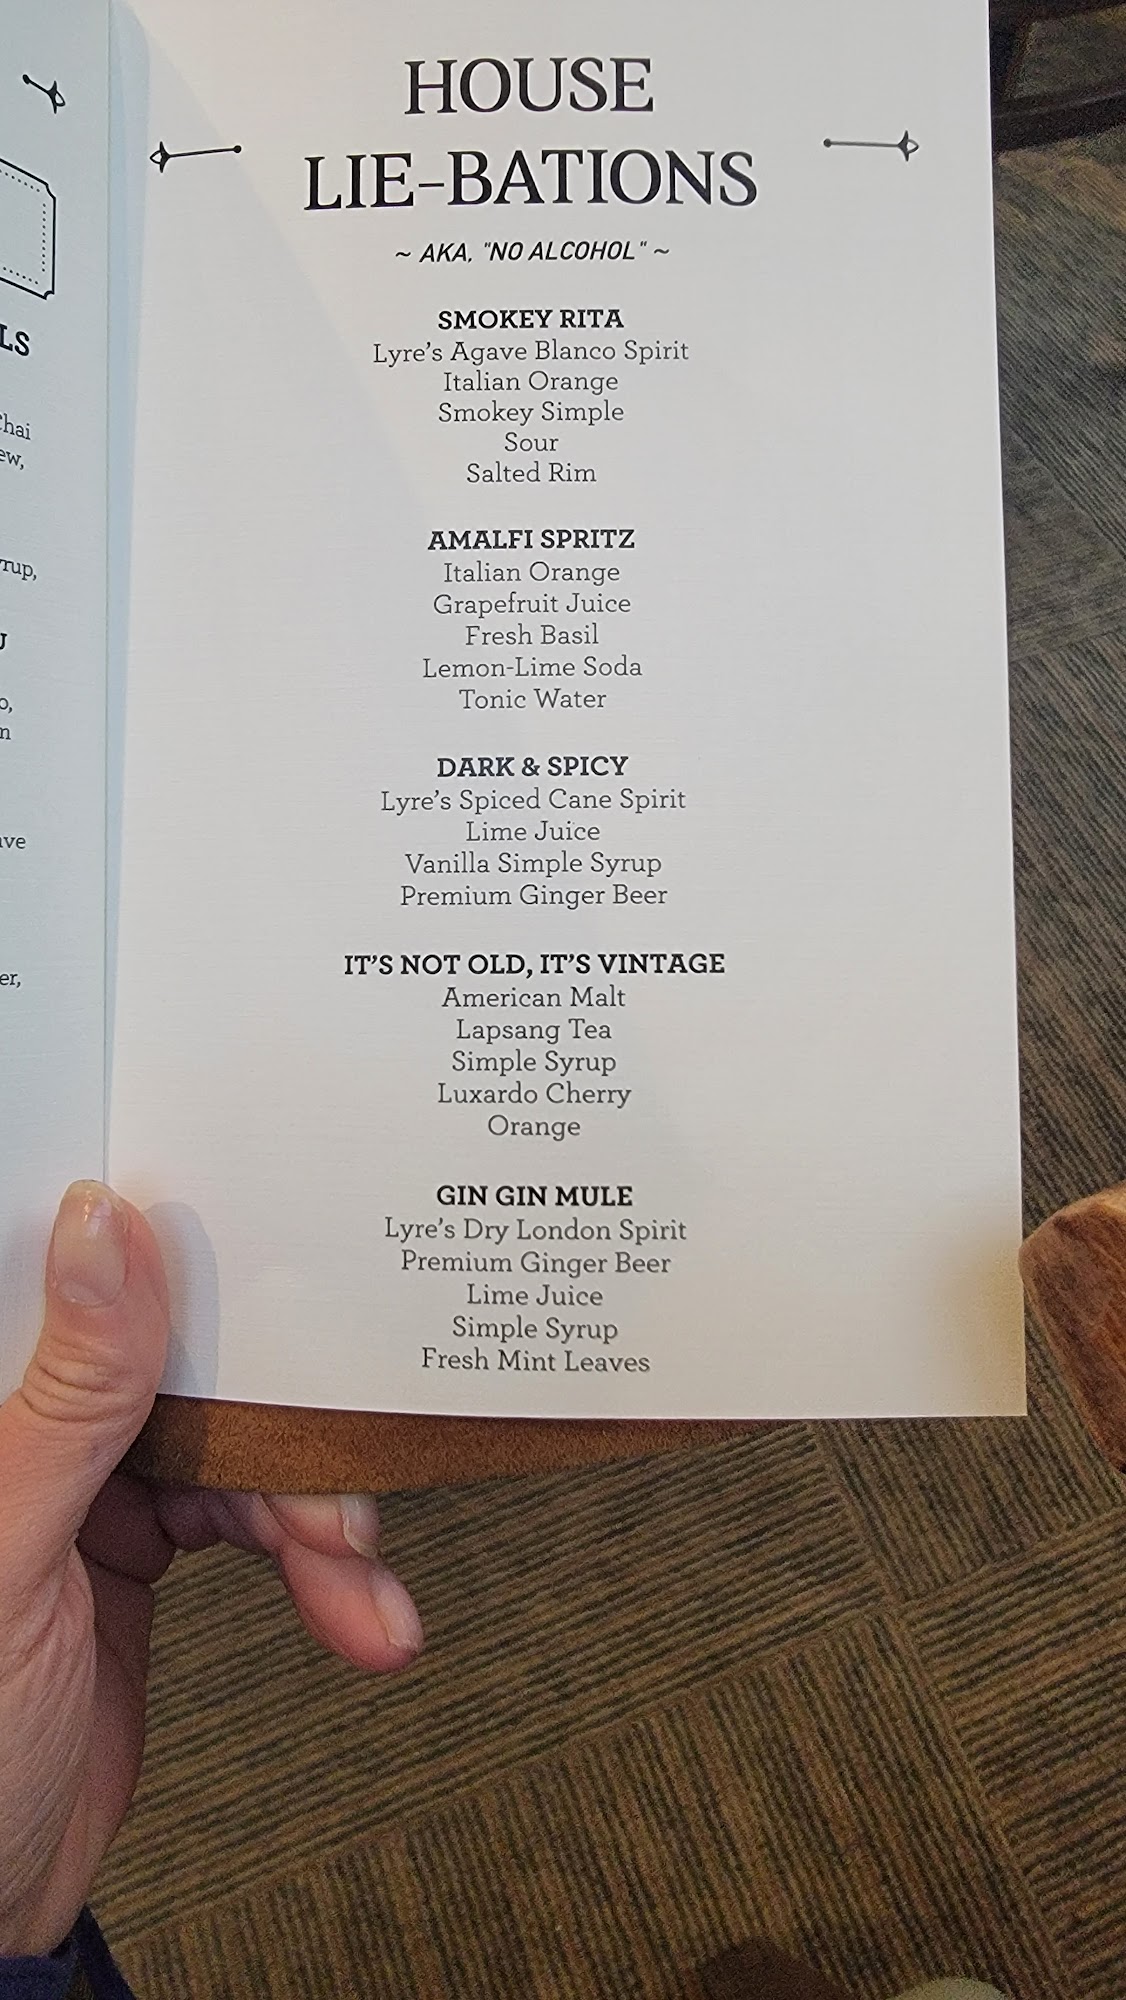 HOUSE
LIE-BATIONS
~ AKA, "NO ALCOHOL" ~
SMOKEY RITA
Lyre's Agave Blanco Spirit
Italian Orange
Smokey Simple
Sour
Salted Rim
AMALFI SPRITZ
Italian Orange
Grapefruit Juice
Fresh Basil
Lemon-Lime Soda
Tonic Water
DARK & SPICY
Lyre's Spiced Cane Spirit
Lime Juice
Vanilla Simple Syrup
Premium Ginger Beer
IT'S NOT OLD, IT'S VINTAGE
American Malt
Lapsang Tea
Simple Syrup
Luxardo Cherry
Orange
GIN GIN MULE
Lyre's Dry London Spirit
Premium Ginger Beer
Lime Juice
Simple Syrup
Fresh Mint Leaves